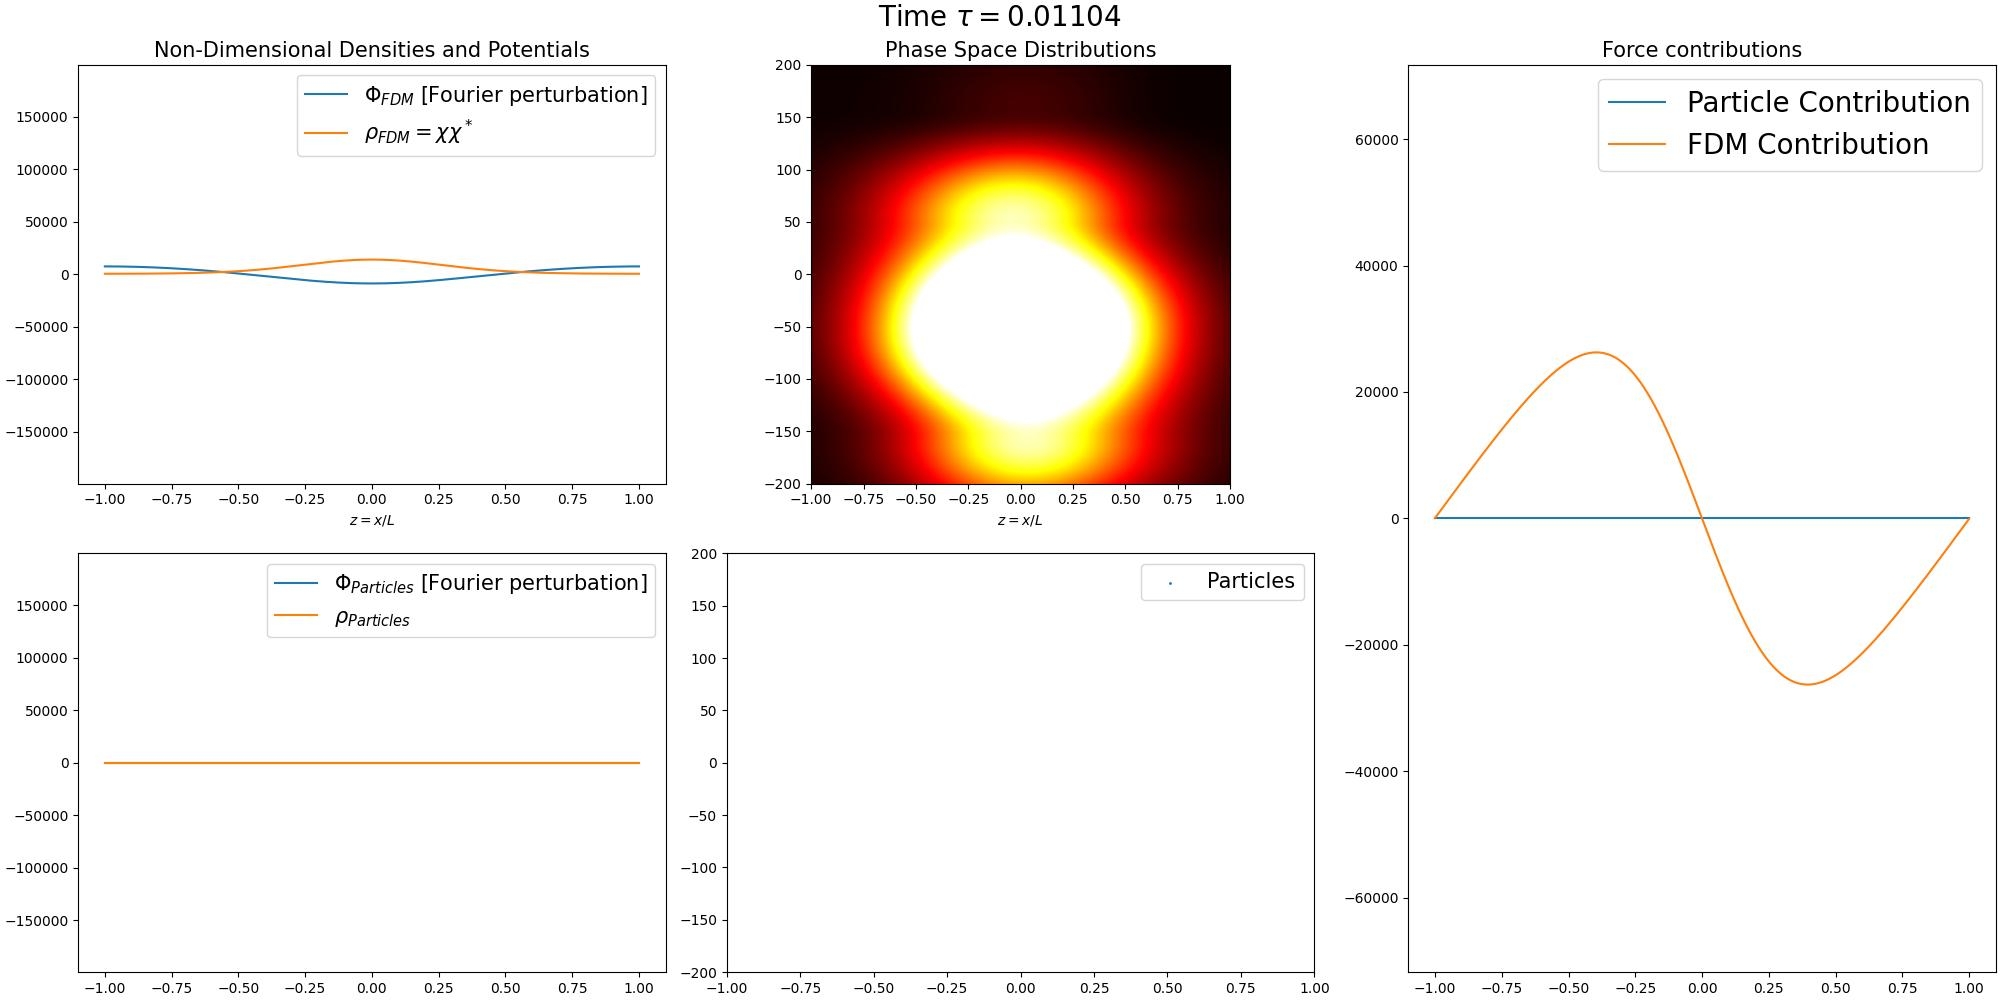 Time τ = 0.01104
Non-Dimensional Densities and Potentials
Φ_FDM [Fourier perturbation]
ρ_FDM = χχ*
150000
100000
50000
0
−50000
−100000
−150000
−1.00 −0.75 −0.50 −0.25 0.00 0.25 0.50 0.75 1.00
z = x/L
Phase Space Distributions
200
150
100
50
0
−50
−100
−150
−200
−1.00 −0.75 −0.50 −0.25 0.00 0.25 0.50 0.75 1.00
z = x/L
Force contributions
Particle Contribution
FDM Contribution
60000
40000
20000
0
−20000
−40000
−60000
−1.00 −0.75 −0.50 −0.25 0.00 0.25 0.50 0.75 1.00
Φ_Particles [Fourier perturbation]
ρ_Particles
150000
100000
50000
0
−50000
−100000
−150000
−1.00 −0.75 −0.50 −0.25 0.00 0.25 0.50 0.75 1.00
Particles
200
150
100
50
0
−50
−100
−150
−200
−1.00 −0.75 −0.50 −0.25 0.00 0.25 0.50 0.75 1.00